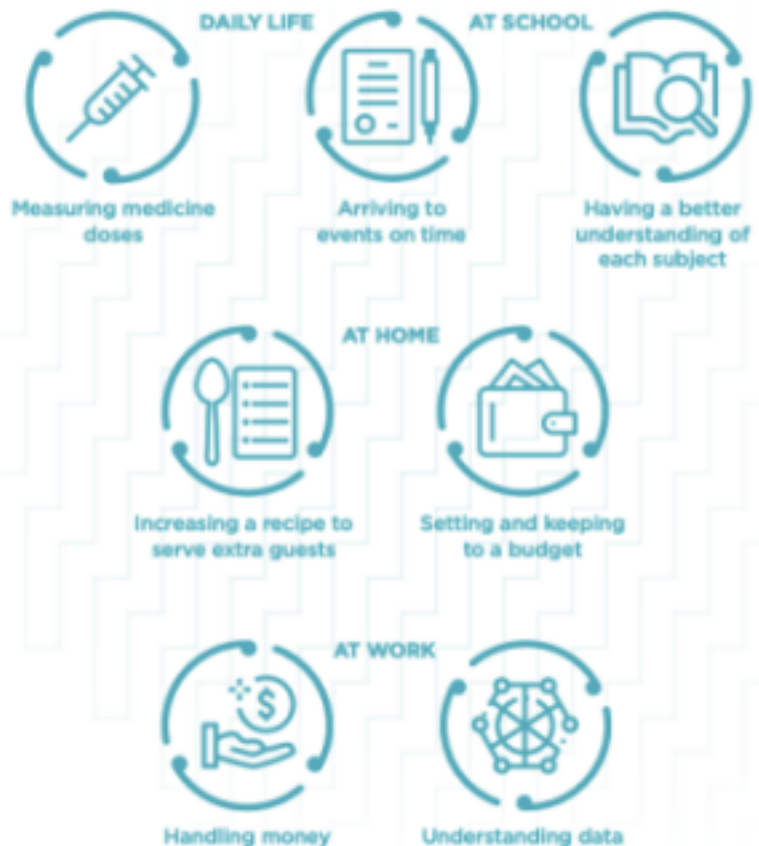 DAILY LIFE
AT SCHOOL
Measuring medicine
doses
Arriving to
events on time
Having a better
understanding of
each subject
AT HOME
Increasing a recipe to
serve extra guests
Setting and keeping
to a budget
AT WORK
$
Handling money
Understanding data